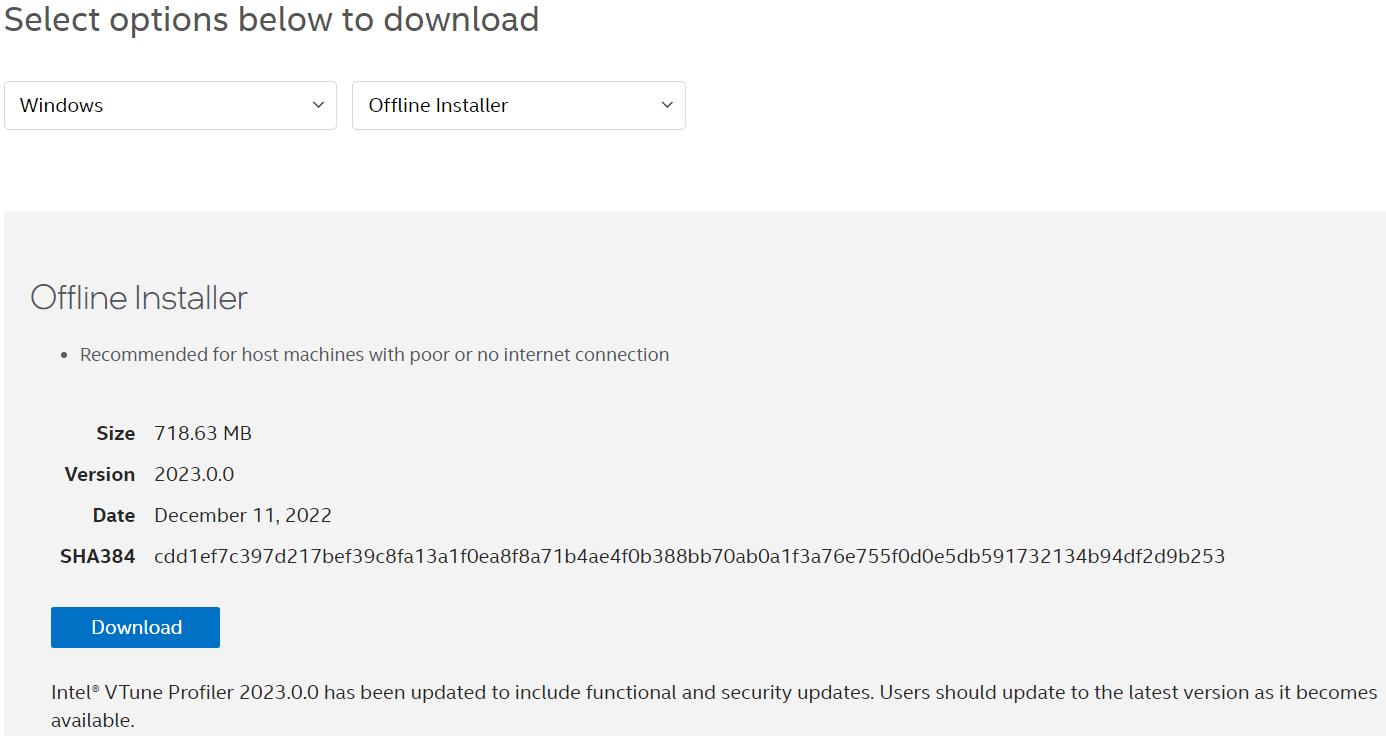 Select options below to download
Windows Offline Installer
Offline Installer
• Recommended for host machines with poor or no internet connection
Size 718.63 MB
Version 2023.0.0
Date December 11, 2022
SHA384 cdd1ef7c397d217bef39c8fa13a1f0ea8f8a71b4ae4f0b388bb70ab0a1f3a76e755f0d0e5db591732134b94df2d9b253
Download
Intel® VTune Profiler 2023.0.0 has been updated to include functional and security updates. Users should update to the latest version as it becomes
available.